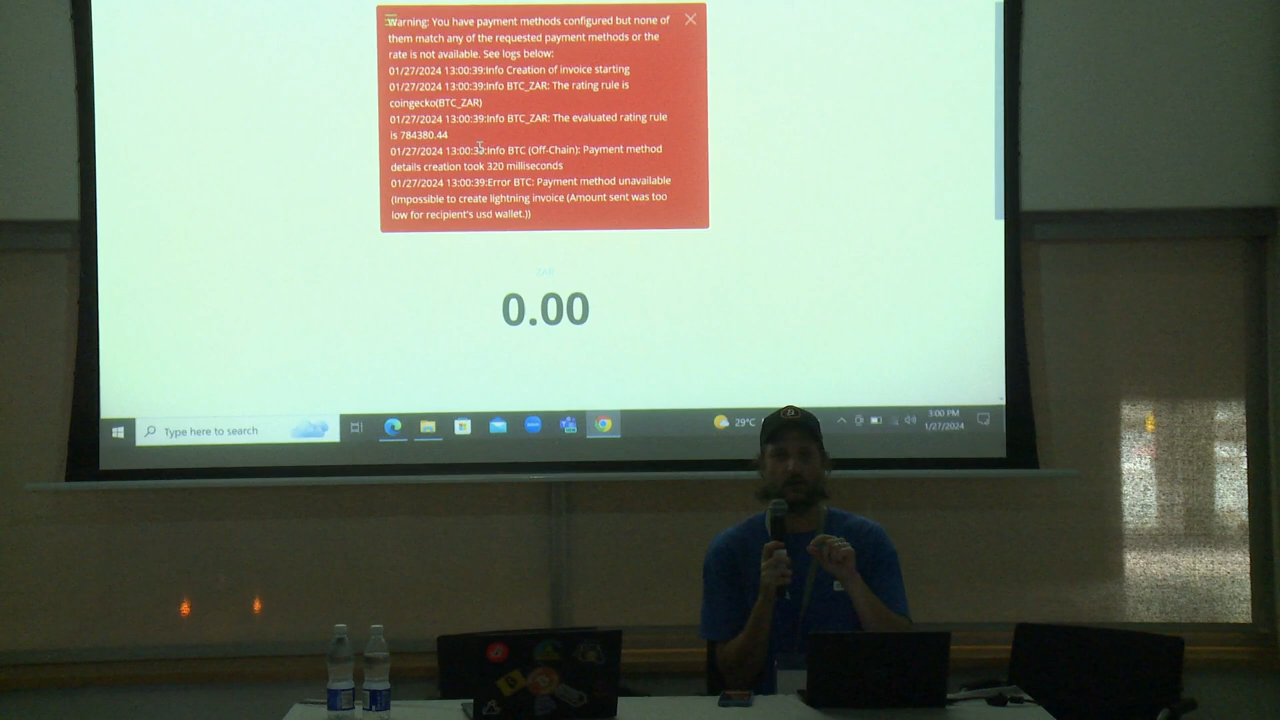 Warning: You have payment methods configured but none of
them match any of the requested payment methods or the
rate is not available. See logs below:
01/27/2024 13:00:39:Info Creation of invoice starting
01/27/2024 13:00:39:Info BTC_ZAR: The rating rule is
coingecko(BTC_ZAR)
01/27/2024 13:00:39:Info BTC_ZAR: The evaluated rating rule
is 784380.44
01/27/2024 13:00:39:Info BTC (Off-Chain): Payment method
details creation took 320 milliseconds
01/27/2024 13:00:39:Error BTC: Payment method unavailable
(Impossible to create lightning invoice (Amount sent was too
low for recipient's usd wallet.))
ZAR
0.00
Type here to search
29°C
3:00 PM
1/27/2024